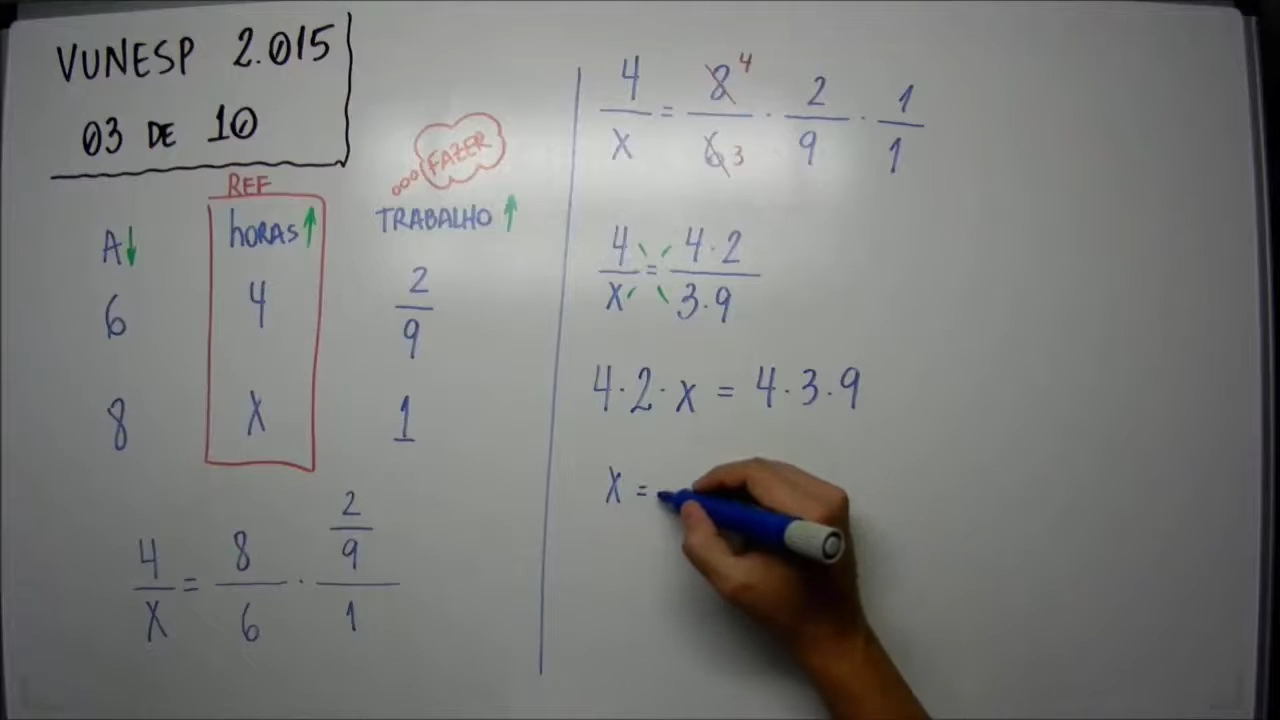 VUNESP 2.015
03 DE 10
FAZER
REF
A↓ horas↑ TRABALHO↑
6 4 2/9
8 x 1
4/x = 8/6 · (2/9)/1
4/x = 8 4/6 3 · 2/9 · 1/1
4/x = 4·2/3·9
4·2·x = 4·3·9
x =